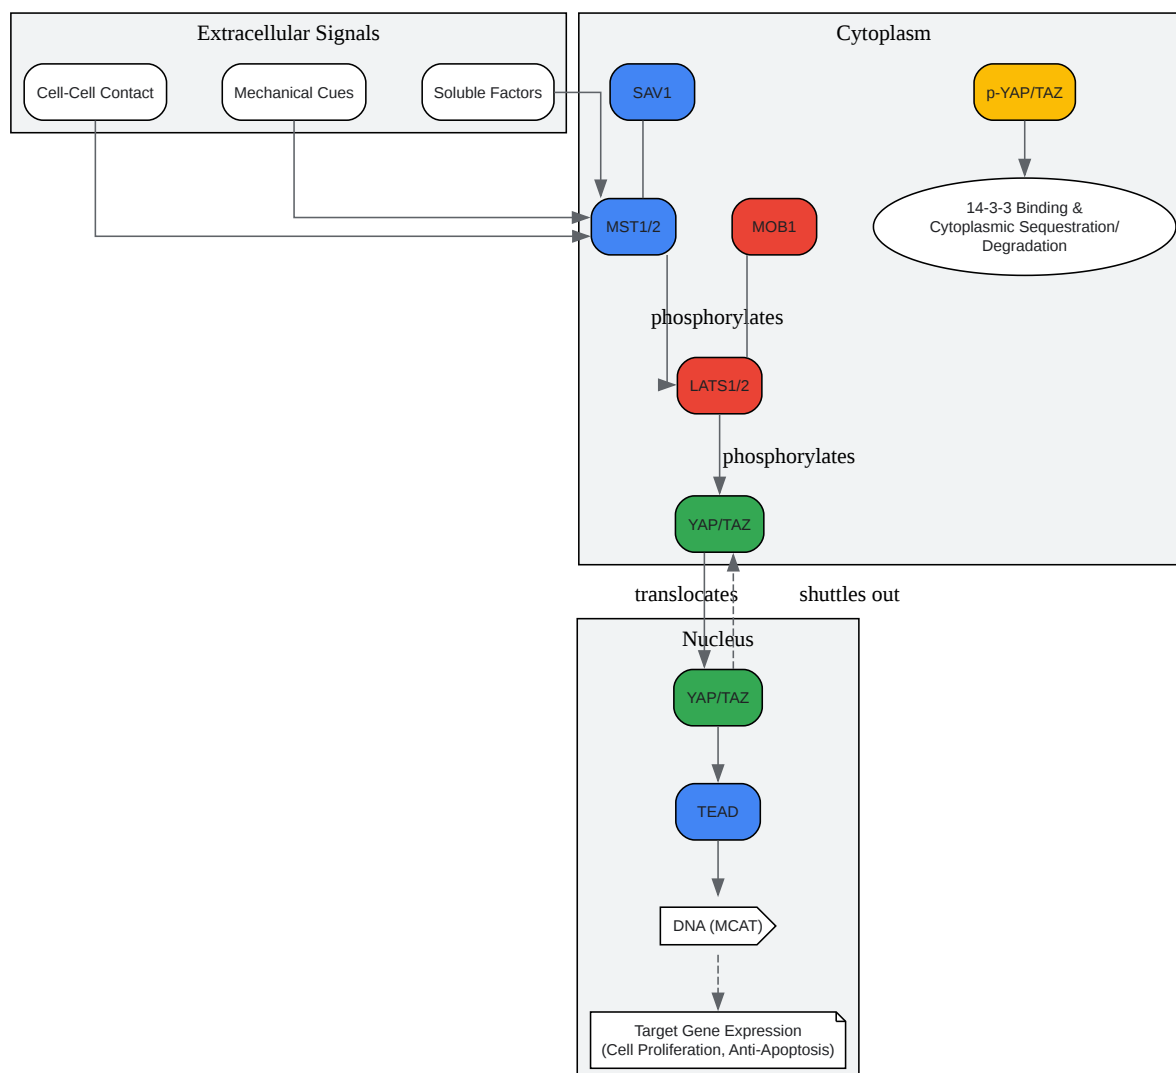 Extracellular Signals
Cytoplasm
Cell-Cell Contact
Mechanical Cues
Soluble Factors
SAV1
p-YAP/TAZ
MST1/2
MOB1
14-3-3 Binding &
Cytoplasmic Sequestration/
Degradation
phosphorylates
LATS1/2
phosphorylates
YAP/TAZ
translocates
shuttles out
Nucleus
YAP/TAZ
TEAD
DNA (MCAT)
Target Gene Expression
(Cell Proliferation, Anti-Apoptosis)